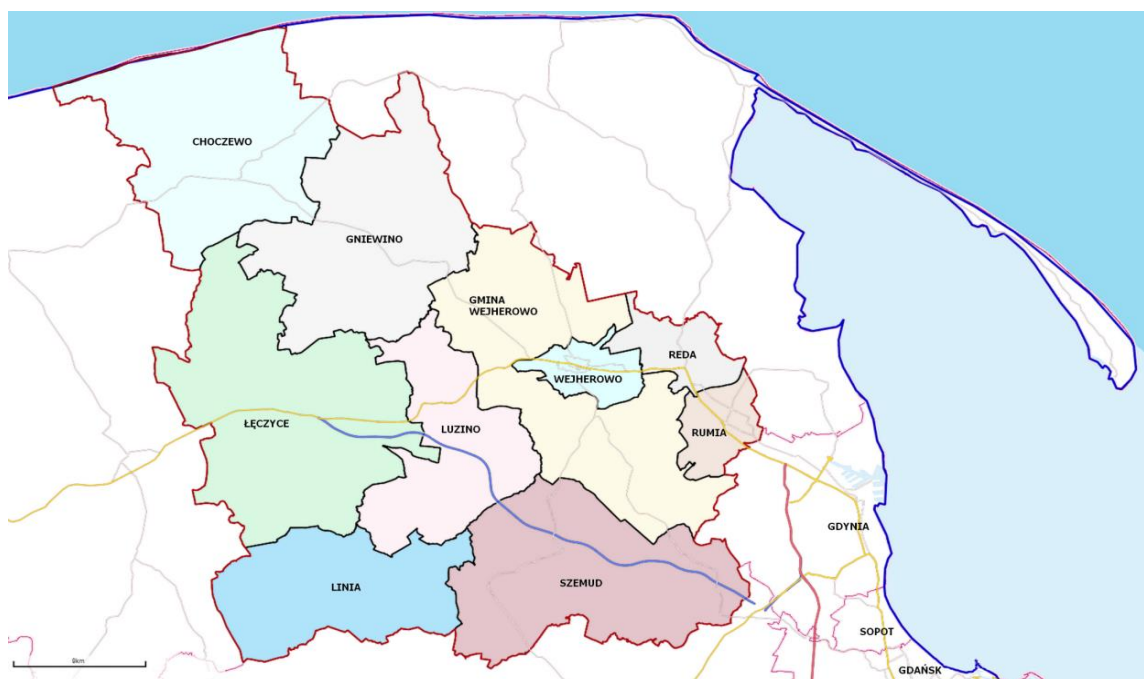 CHOCZEWO
GNIEWINO
GMINA
WEJHEROWO
REDA
WEJHEROWO
ŁĘCZYCE
LUZINO
RUMIA
GDYNIA
LINIA
SZEMUD
SOPOT
GDAŃSK